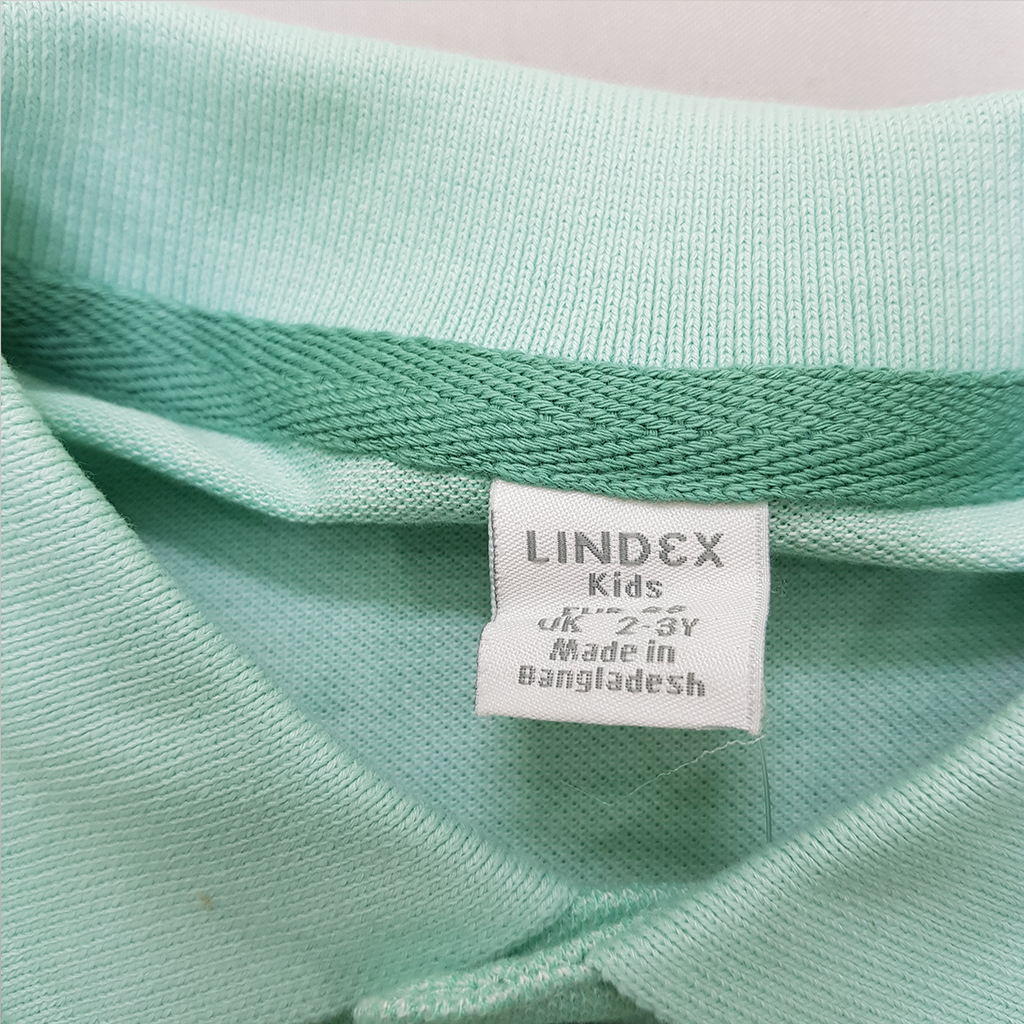 LINDEX
Kids
UK 2-3Y
Made in
Bangladesh